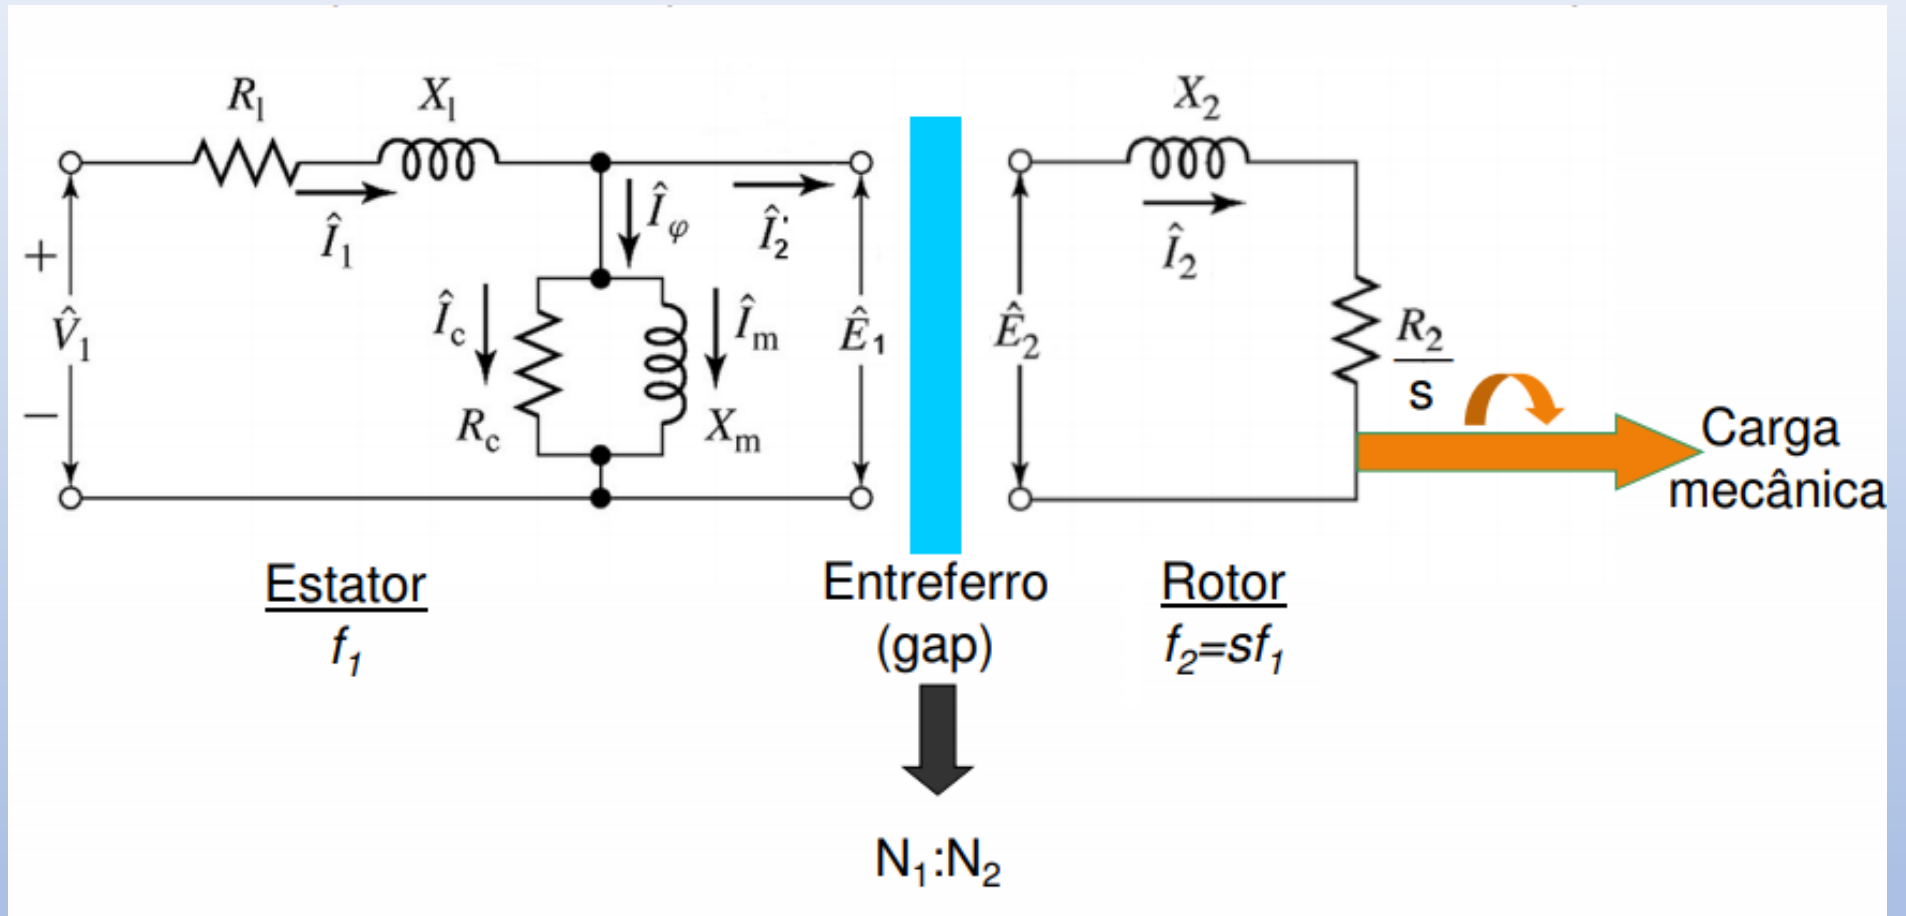 R₁
X₁
X₂
Î₁
Îφ
Î₂'
Î₂
+
V̂₁
−
Îc
Rc
Îm
Xm
Ê₁
Ê₂
R₂
s
Carga
mecânica
Estator
f₁
Entreferro
(gap)
Rotor
f₂=sf₁
N₁:N₂